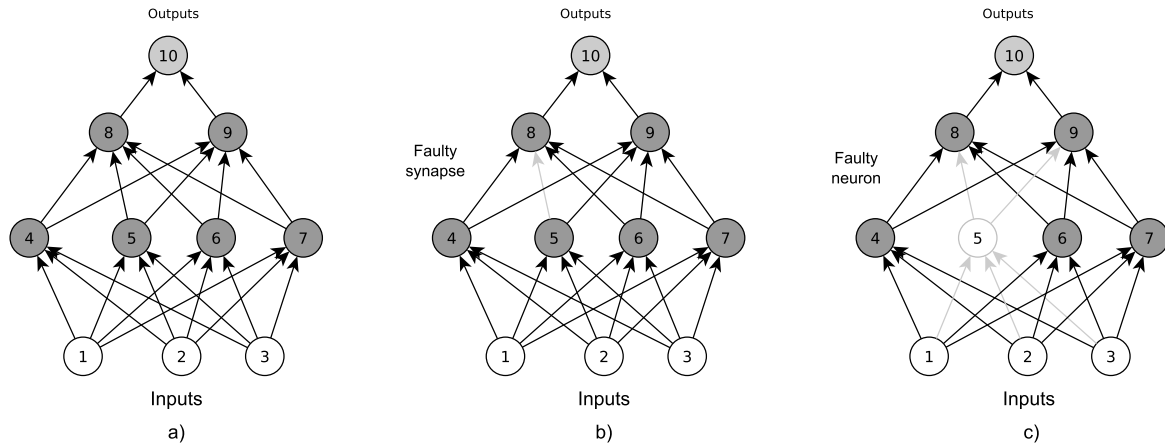 Outputs
10
8 9
4 5 6 7
1 2 3
Inputs
a)
Outputs
10
8 9
Faulty
synapse
4 5 6 7
1 2 3
Inputs
b)
Outputs
10
8 9
Faulty
neuron
4 5 6 7
1 2 3
Inputs
c)